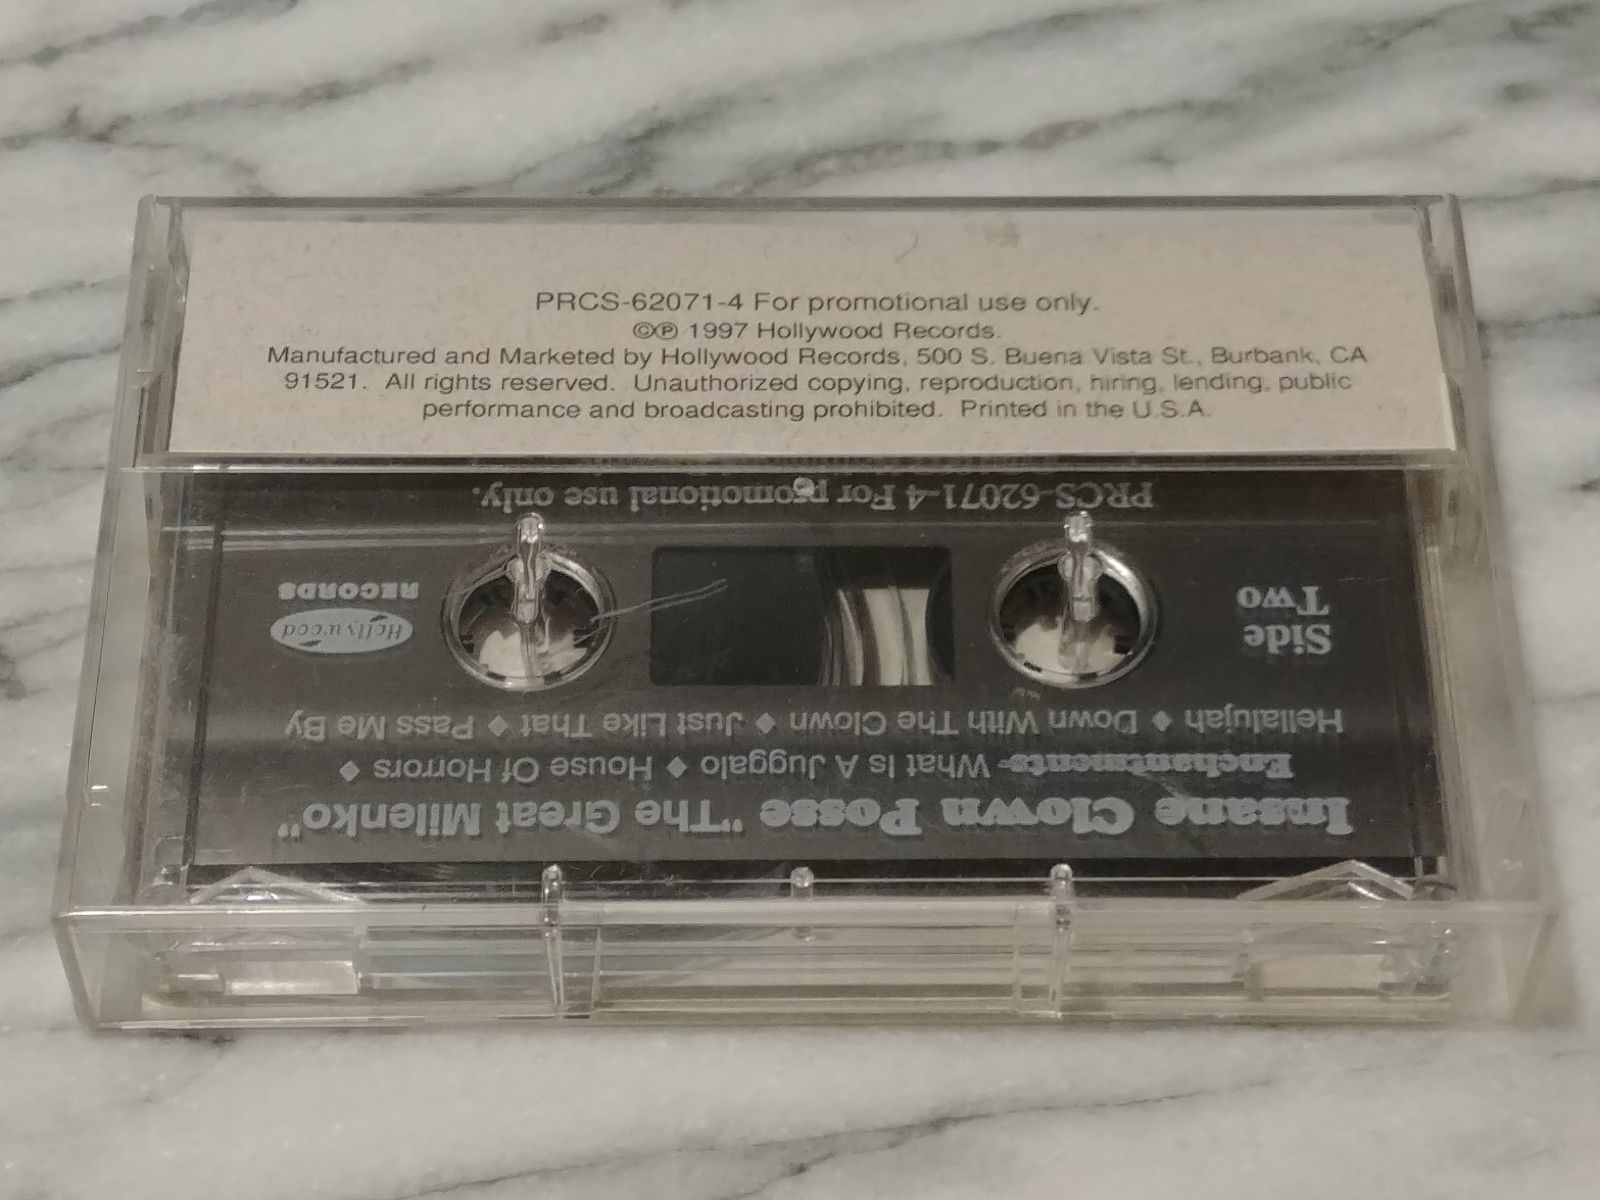 PRCS-62071-4 For promotional use only.
©℗ 1997 Hollywood Records.
Manufactured and Marketed by Hollywood Records, 500 S. Buena Vista St., Burbank, CA
91521. All rights reserved. Unauthorized copying, reproduction, hiring, lending, public
performance and broadcasting prohibited. Printed in the U.S.A.
Insane Clown Posse "The Great Milenko"
Enchantments- What Is A Juggalo ♦ House Of Horrors ♦
Hellalujah ♦ Down With The Clown ♦ Just Like That ♦ Pass Me By
Side
Two
Hollywood
RECORDS
PRCS-62071-4 For promotional use only.